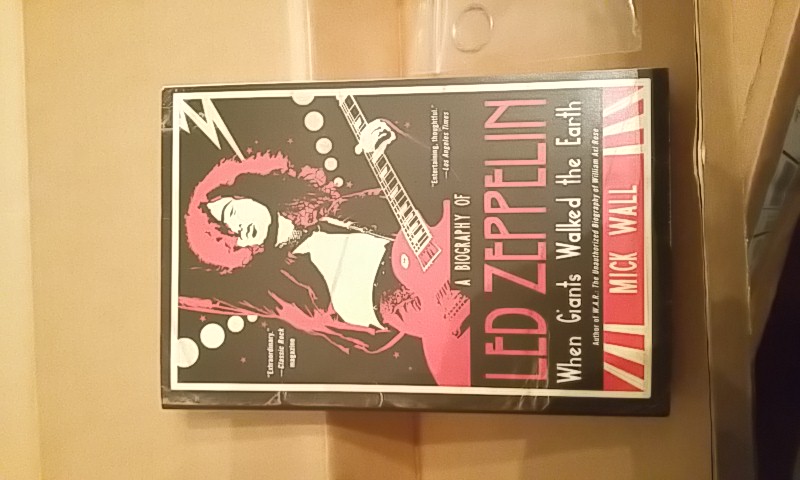 "Extraordinary."
—Classic Rock
magazine
"Entertaining, thoughtful."
—Los Angeles Times
A BIOGRAPHY OF
LED ZEPPELIN
When Giants Walked the Earth
Author of W.A.R.: The Unauthorized Biography of William Axl Rose
MICK WALL